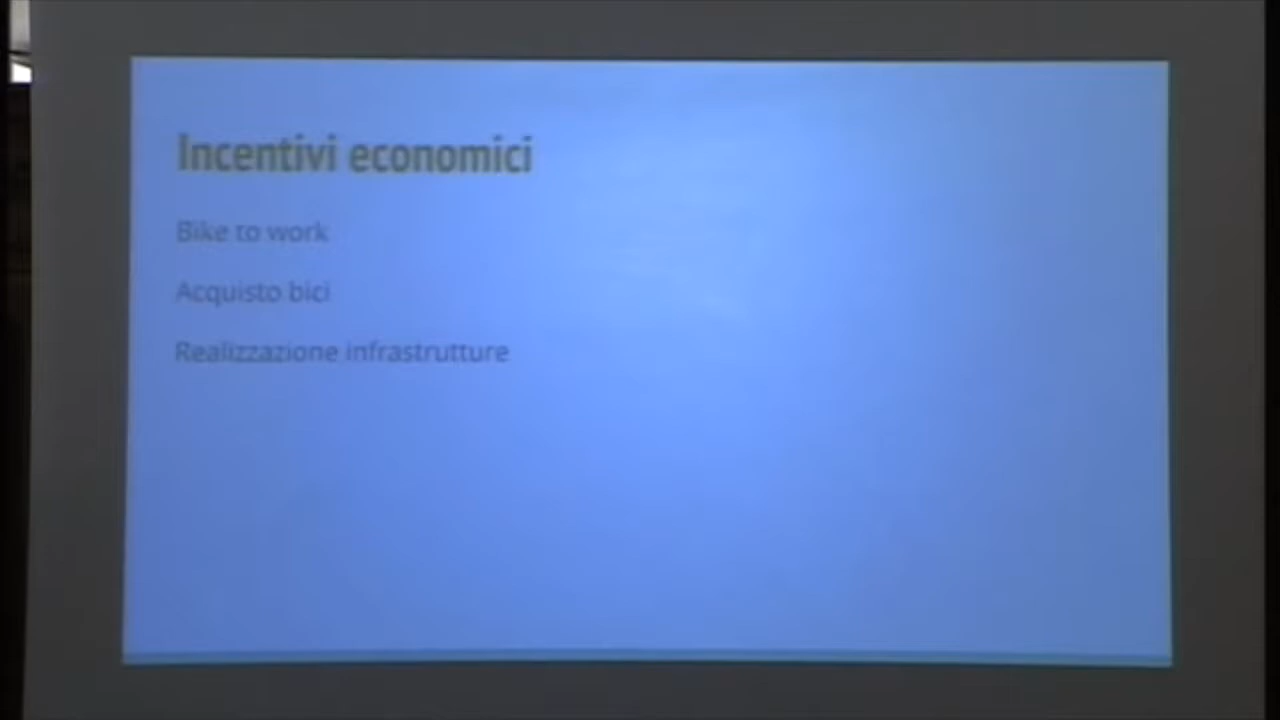 Incentivi economici
Bike to work
Acquisto bici
Realizzazione infrastrutture